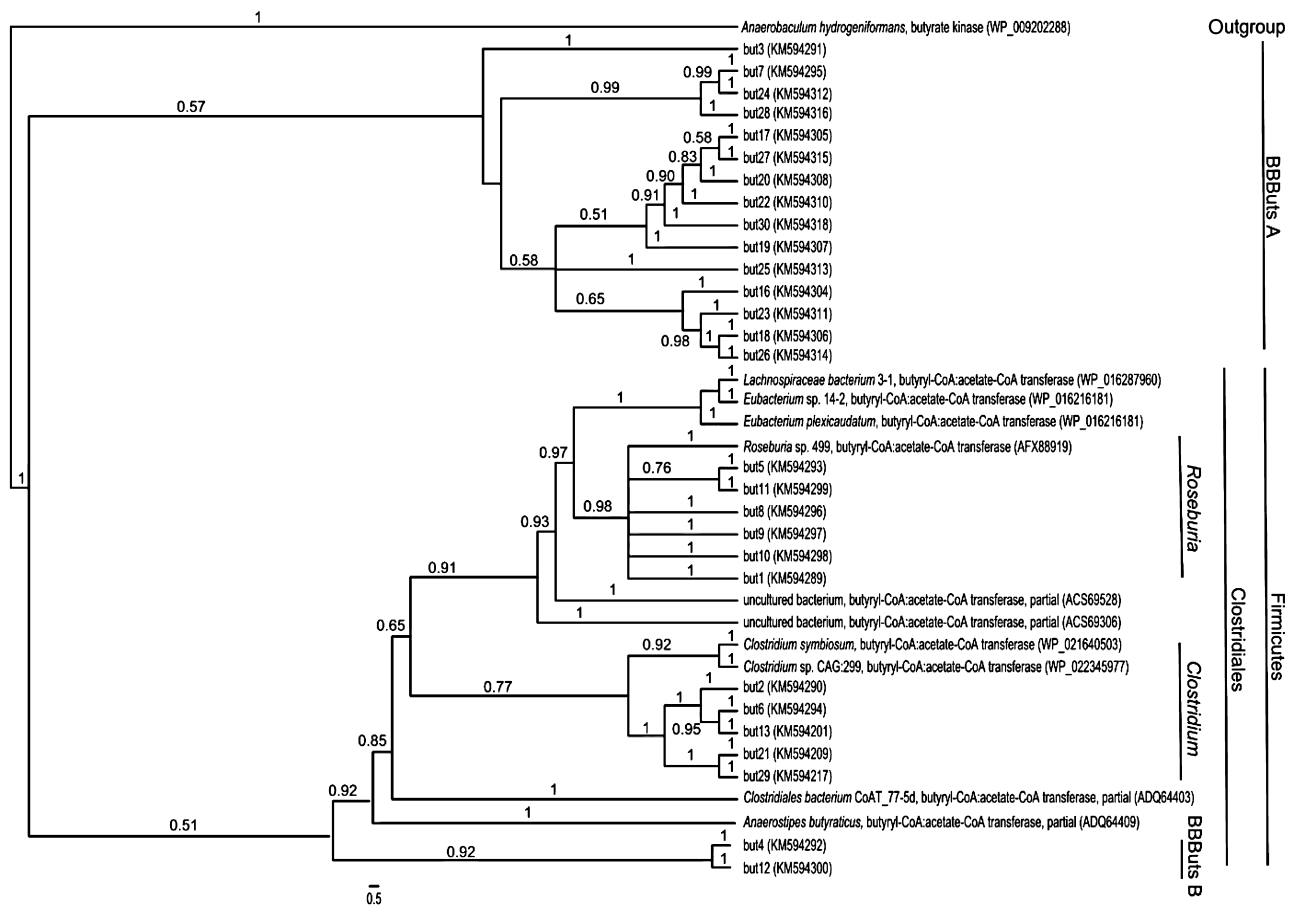 1
Anaerobaculum hydrogeniformans, butyrate kinase (WP_009202288)
Outgroup
1
but3 (KM594291)
1
0.99
but7 (KM594295)
1
0.99
but24 (KM594312)
1
but28 (KM594316)
0.57
1
0.58
but17 (KM594305)
1
0.83
but27 (KM594315)
1
0.90
but20 (KM594308)
1
0.91
but22 (KM594310)
1
0.51
but30 (KM594318)
1
but19 (KM594307)
0.58
1
but25 (KM594313)
1
0.65
but16 (KM594304)
1
but23 (KM594311)
1
0.98
1
but18 (KM594306)
1
but26 (KM594314)
BBButs A
1
Lachnospiraceae bacterium 3-1, butyryl-CoA:acetate-CoA transferase (WP_016287960)
1
1
Eubacterium sp. 14-2, butyryl-CoA:acetate-CoA transferase (WP_016216181)
1
Eubacterium plexicaudatum, butyryl-CoA:acetate-CoA transferase (WP_016216181)
1
Roseburia sp. 499, butyryl-CoA:acetate-CoA transferase (AFX88919)
0.97
1
0.76
but5 (KM594293)
1
1
but11 (KM594299)
0.98
1
but8 (KM594296)
0.93
1
but9 (KM594297)
1
but10 (KM594298)
0.91
1
but1 (KM594289)
Roseburia
1
uncultured bacterium, butyryl-CoA:acetate-CoA transferase, partial (ACS69528)
1
uncultured bacterium, butyryl-CoA:acetate-CoA transferase, partial (ACS69306)
0.65
1
0.92
Clostridium symbiosum, butyryl-CoA:acetate-CoA transferase (WP_021640503)
1
Clostridium sp. CAG:299, butyryl-CoA:acetate-CoA transferase (WP_022345977)
0.77
1
but2 (KM594290)
1
1
but6 (KM594294)
1
0.95
1
but13 (KM594201)
1
1
but21 (KM594209)
1
but29 (KM594217)
Clostridium
0.85
1
Clostridiales bacterium CoAT_77-5d, butyryl-CoA:acetate-CoA transferase, partial (ADQ64403)
0.92
1
Anaerostipes butyraticus, butyryl-CoA:acetate-CoA transferase, partial (ADQ64409)
0.51
1
0.92
but4 (KM594292)
1
but12 (KM594300)
BBButs B
Clostridiales
Firmicutes
0.5